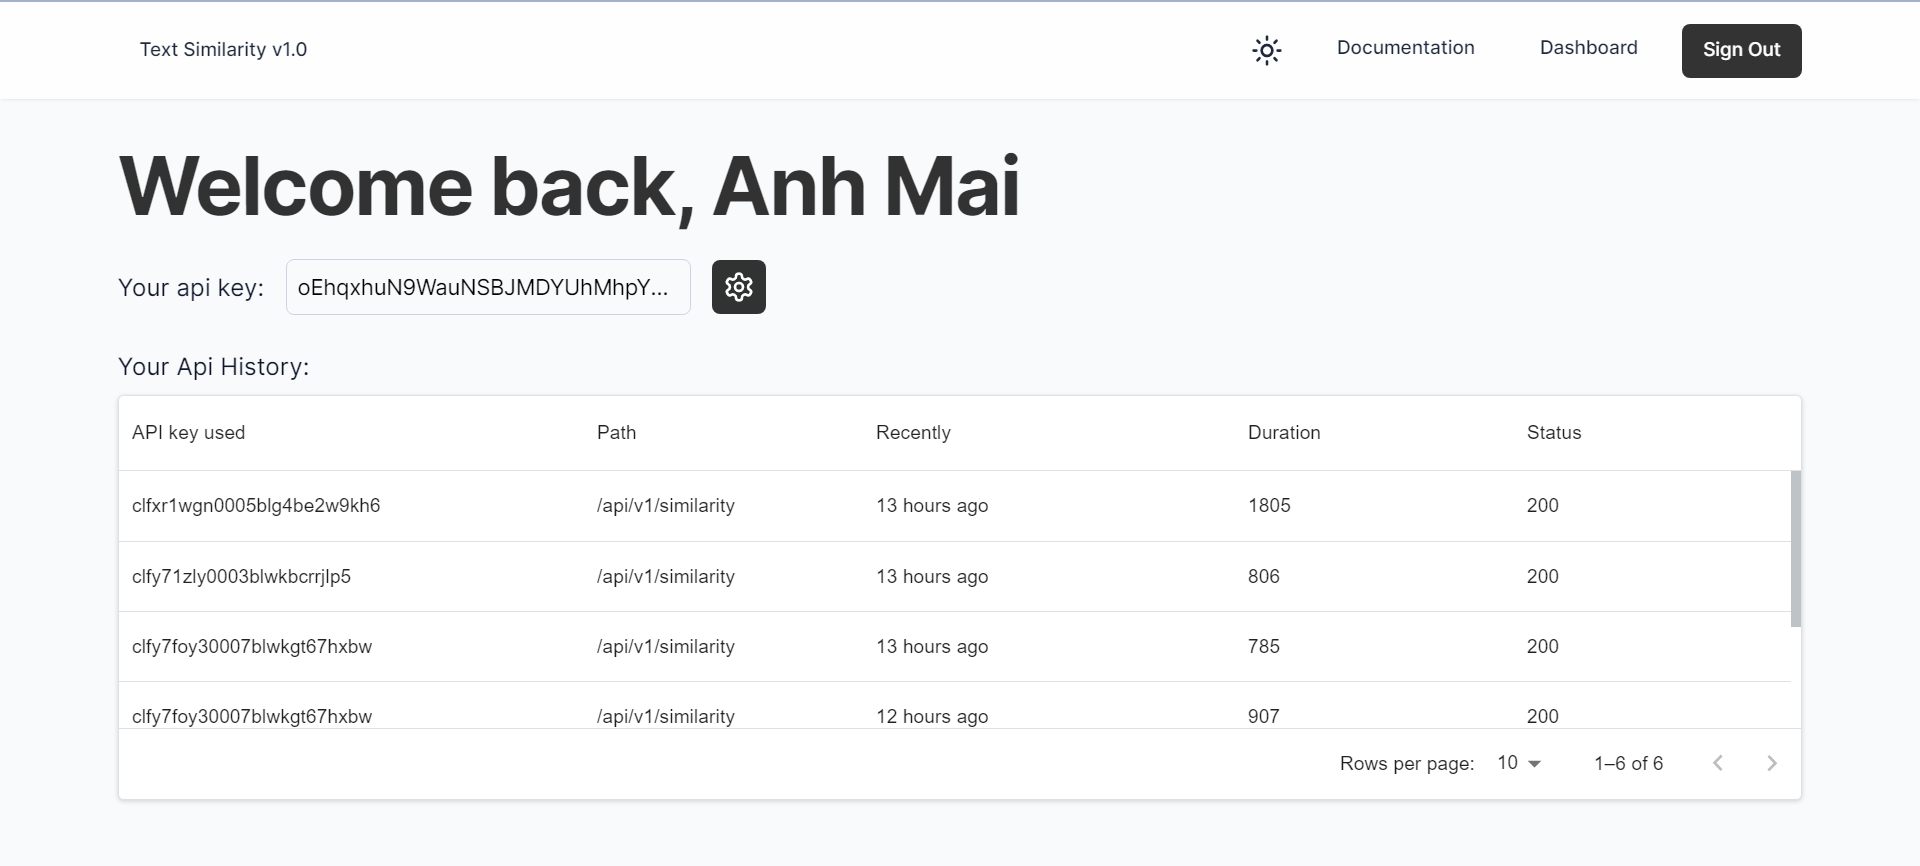 Text Similarity v1.0
Documentation
Dashboard
Sign Out
Welcome back, Anh Mai
Your api key: oEhqxhuN9WauNSBJMDYUhMhpY...
Your Api History:
API key used Path Recently Duration Status
clfxr1wgn0005blg4be2w9kh6 /api/v1/similarity 13 hours ago 1805 200
clfy71zly0003blwkbcrrjlp5 /api/v1/similarity 13 hours ago 806 200
clfy7foy30007blwkgt67hxbw /api/v1/similarity 13 hours ago 785 200
clfy7foy30007blwkgt67hxbw /api/v1/similarity 12 hours ago 907 200
Rows per page: 10 1–6 of 6